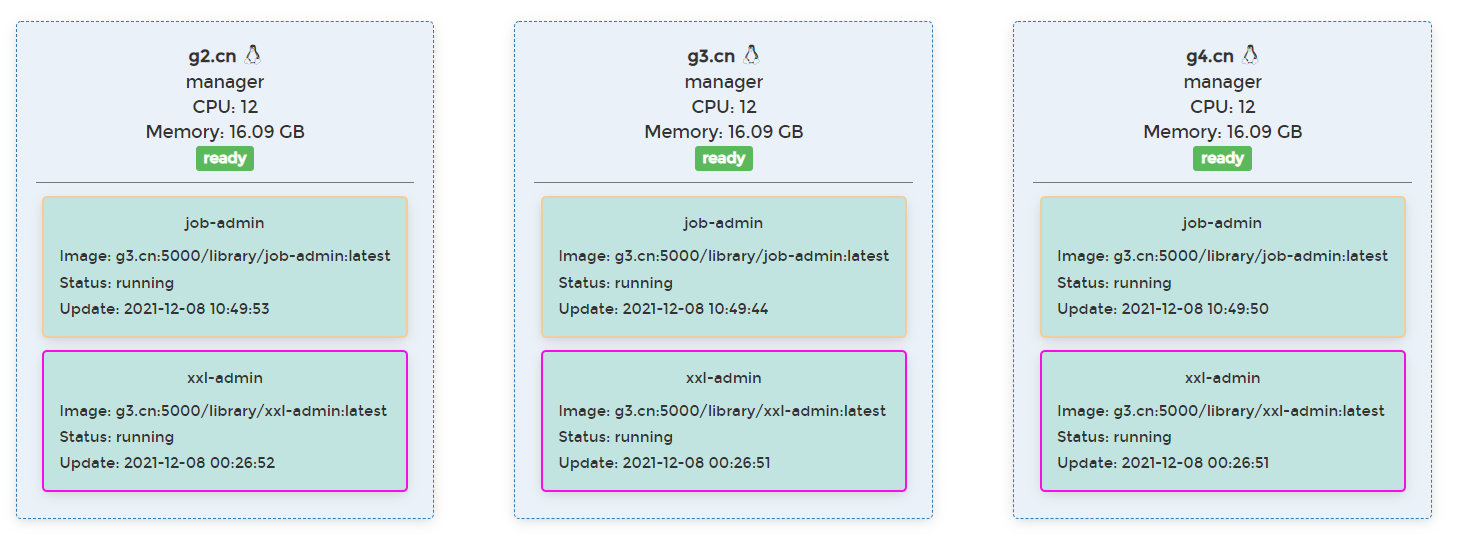 g2.cn
manager
CPU: 12
Memory: 16.09 GB
ready
job-admin
Image: g3.cn:5000/library/job-admin:latest
Status: running
Update: 2021-12-08 10:49:53
xxl-admin
Image: g3.cn:5000/library/xxl-admin:latest
Status: running
Update: 2021-12-08 00:26:52
g3.cn
manager
CPU: 12
Memory: 16.09 GB
ready
job-admin
Image: g3.cn:5000/library/job-admin:latest
Status: running
Update: 2021-12-08 10:49:44
xxl-admin
Image: g3.cn:5000/library/xxl-admin:latest
Status: running
Update: 2021-12-08 00:26:51
g4.cn
manager
CPU: 12
Memory: 16.09 GB
ready
job-admin
Image: g3.cn:5000/library/job-admin:latest
Status: running
Update: 2021-12-08 10:49:50
xxl-admin
Image: g3.cn:5000/library/xxl-admin:latest
Status: running
Update: 2021-12-08 00:26:51